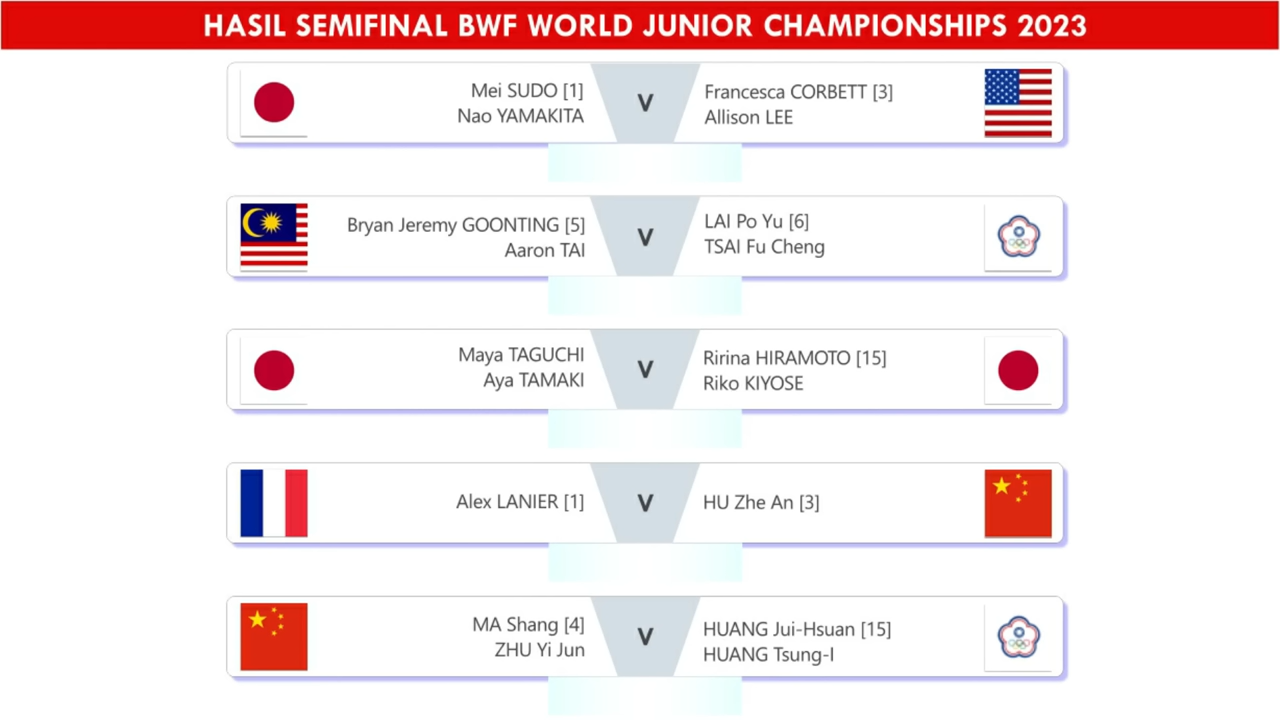 HASIL SEMIFINAL BWF WORLD JUNIOR CHAMPIONSHIPS 2023
Mei SUDO [1]
Nao YAMAKITA
V
Francesca CORBETT [3]
Allison LEE
Bryan Jeremy GOONTING [5]
Aaron TAI
V
LAI Po Yu [6]
TSAI Fu Cheng
Maya TAGUCHI
Aya TAMAKI
V
Ririna HIRAMOTO [15]
Riko KIYOSE
Alex LANIER [1]
V
HU Zhe An [3]
MA Shang [4]
ZHU Yi Jun
V
HUANG Jui-Hsuan [15]
HUANG Tsung-I